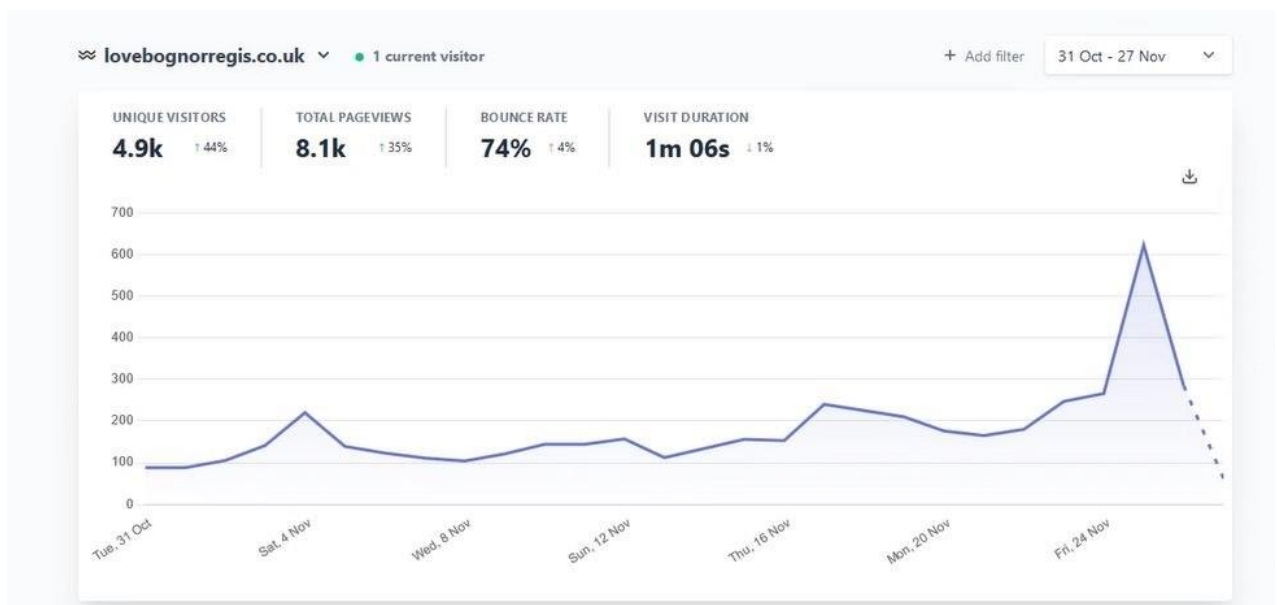 lovebognorregis.co.uk 1 current visitor + Add filter 31 Oct - 27 Nov
UNIQUE VISITORS TOTAL PAGEVIEWS BOUNCE RATE VISIT DURATION
4.9k ↑ 44% 8.1k ↑ 35% 74% ↑ 4% 1m 06s ↓ 1%
700
600
500
400
300
200
100
0
Tue, 31 Oct Sat, 4 Nov Wed, 8 Nov Sun, 12 Nov Thu, 16 Nov Mon, 20 Nov Fri, 24 Nov